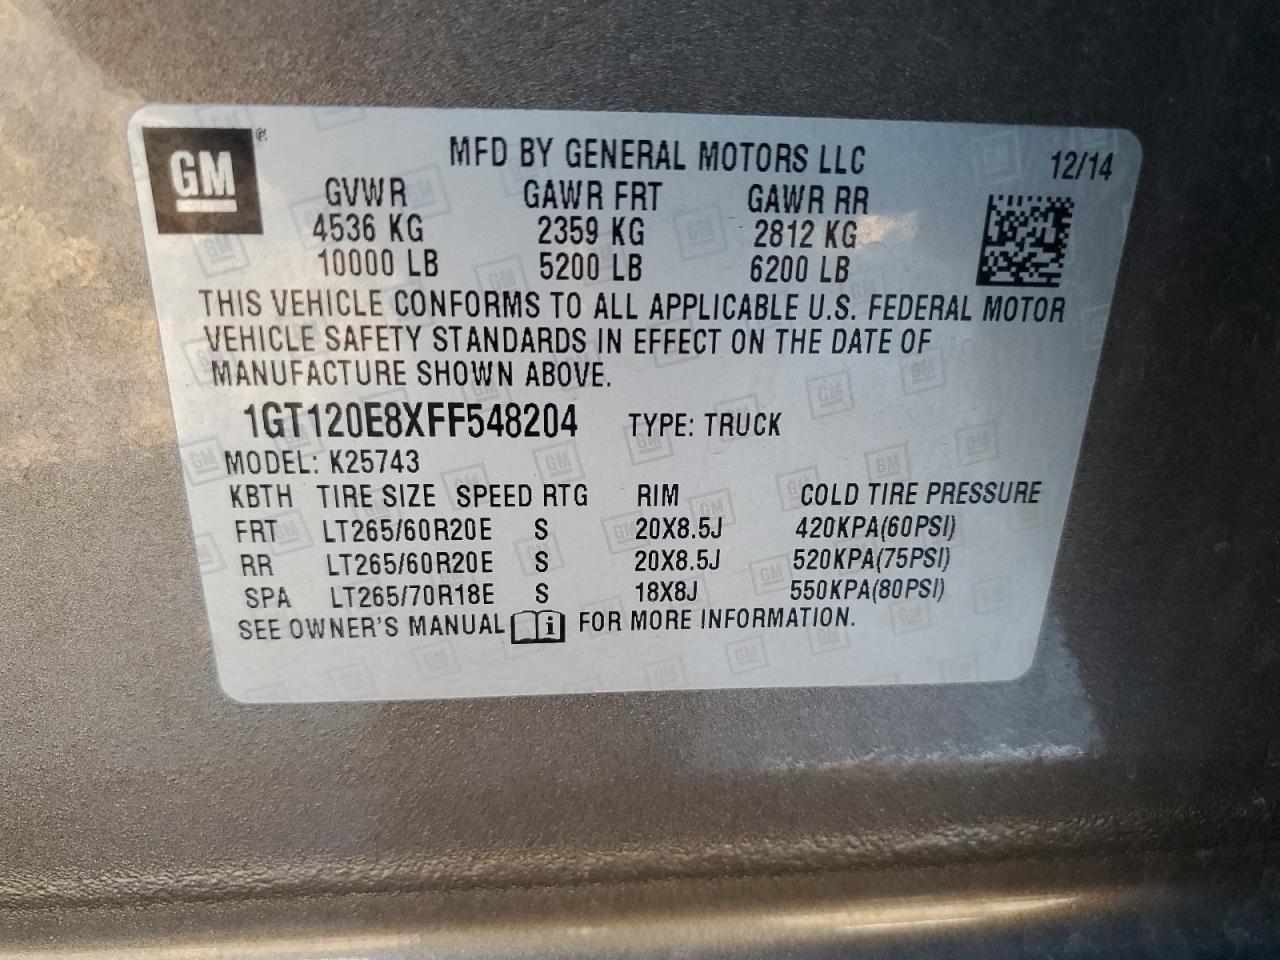 GM ®
MFD BY GENERAL MOTORS LLC 12/14
GVWR GAWR FRT GAWR RR
4536 KG 2359 KG 2812 KG
10000 LB 5200 LB 6200 LB
THIS VEHICLE CONFORMS TO ALL APPLICABLE U.S. FEDERAL MOTOR
VEHICLE SAFETY STANDARDS IN EFFECT ON THE DATE OF
MANUFACTURE SHOWN ABOVE.
1GT120E8XFF548204 TYPE: TRUCK
MODEL: K25743
KBTH TIRE SIZE SPEED RTG RIM COLD TIRE PRESSURE
FRT LT265/60R20E S 20X8.5J 420KPA(60PSI)
RR LT265/60R20E S 20X8.5J 520KPA(75PSI)
SPA LT265/70R18E S 18X8J 550KPA(80PSI)
SEE OWNER'S MANUAL i FOR MORE INFORMATION.